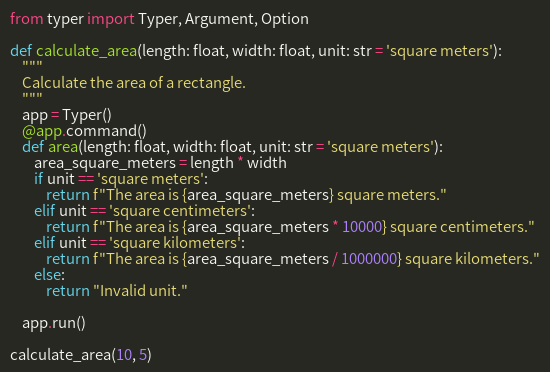 from typer import Typer, Argument, Option

def calculate_area(length: float, width: float, unit: str = 'square meters'):
    """
    Calculate the area of a rectangle.
    """
    app = Typer()
    @app.command()
    def area(length: float, width: float, unit: str = 'square meters'):
        area_square_meters = length * width
        if unit == 'square meters':
            return f"The area is {area_square_meters} square meters."
        elif unit == 'square centimeters':
            return f"The area is {area_square_meters * 10000} square centimeters."
        elif unit == 'square kilometers':
            return f"The area is {area_square_meters / 1000000} square kilometers."
        else:
            return "Invalid unit."

    app.run()

calculate_area(10, 5)